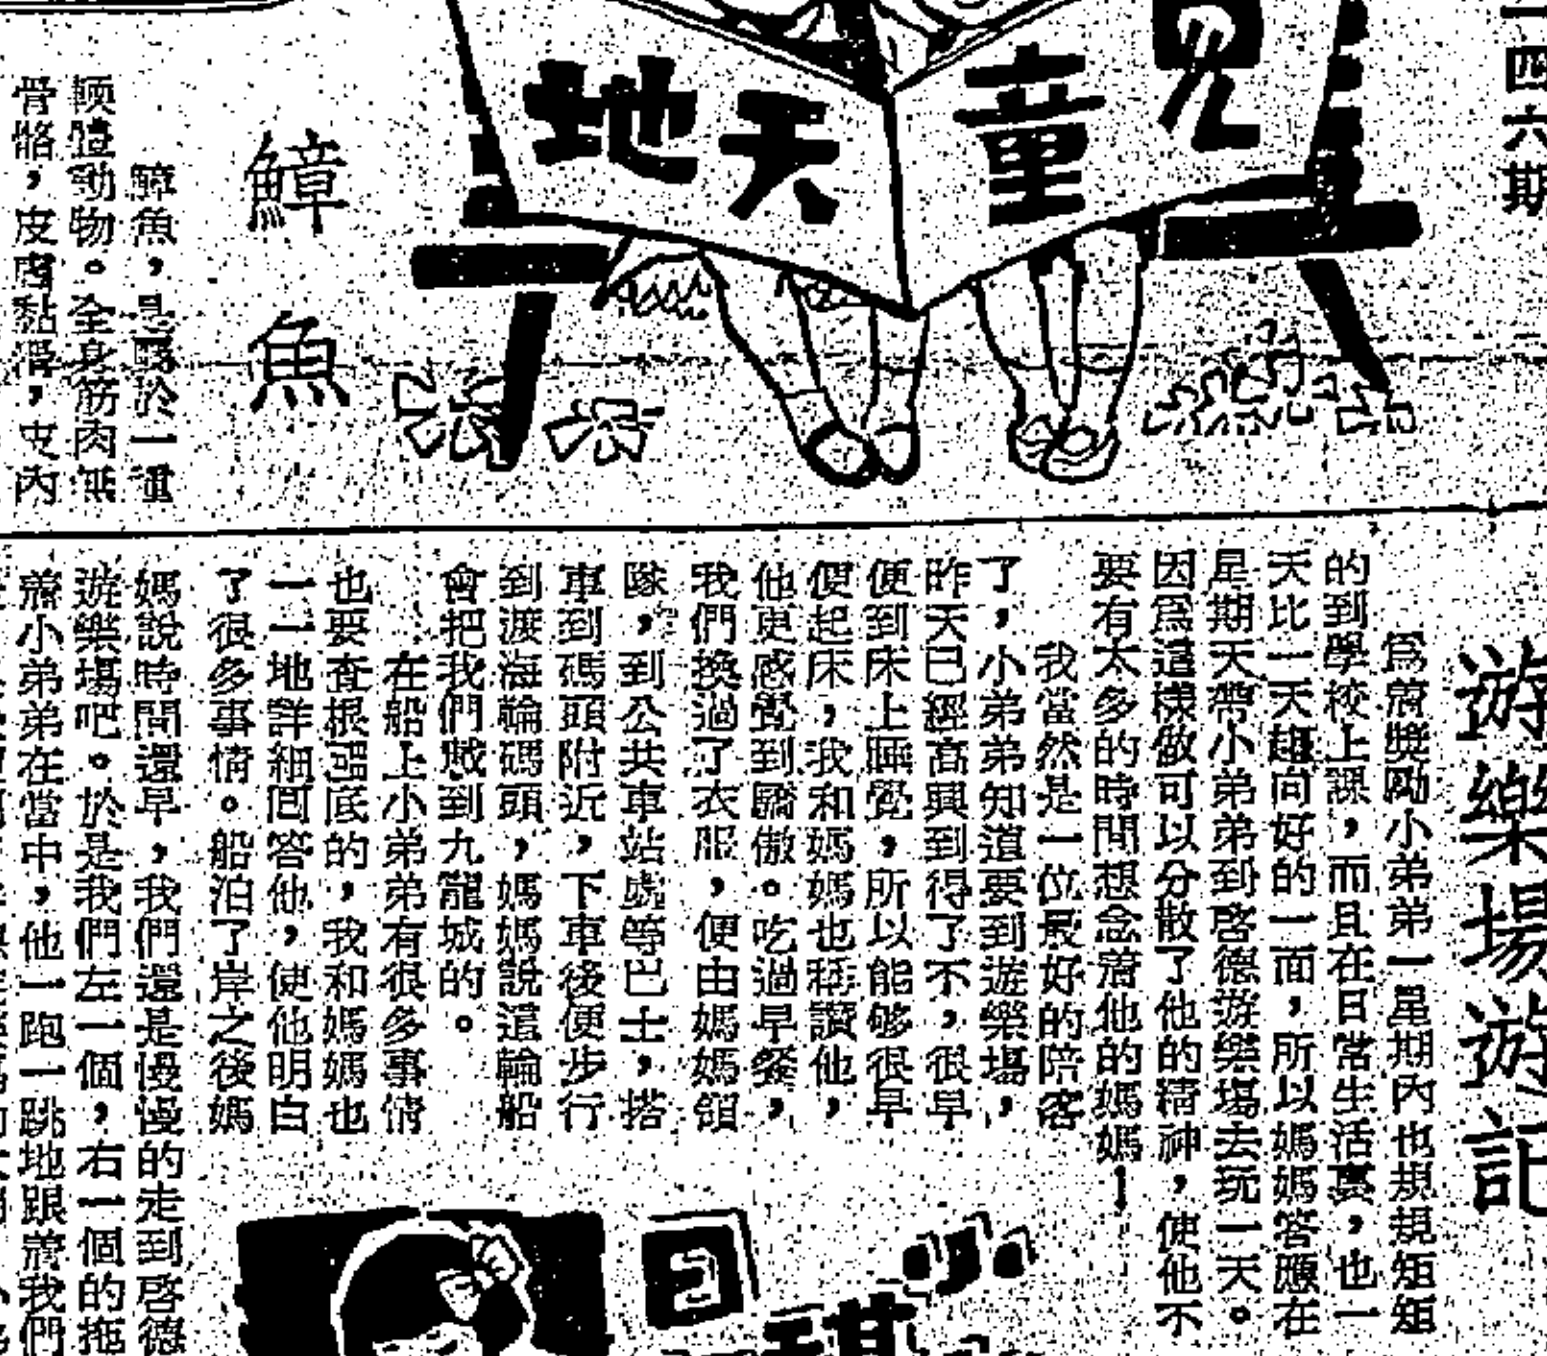 一四六期
兒童天地
鱆魚
鱆魚，是屬於一種
軟體動物。全身筋肉無
骨骼，皮膚黏滑，皮內
游樂場遊記
爲着獎勵小弟弟一星期內也規規矩矩
的到學校上課，而且在日常生活裏，也一
天比一天趨向好的一面，所以媽媽答應在
星期天帶小弟弟到啓德游樂場去玩一天。
因爲這樣做可以分散了他的精神，使他不
要有太多的時間想念着他的媽媽！
我當然是一位最好的陪客
了，小弟弟知道要到遊樂場，
昨天已經高興到得了不，很早
便到床上睡覺，所以能够很早
便起床，我和媽媽也稱讚他，
他更感覺到驕傲。吃過早餐，
我們換過了衣服，便由媽媽領
隊，到公共車站處等巴士，搭
車到碼頭附近，下車後便步行
到渡海輪碼頭，媽媽說這輪船
會把我們戯到九龍城的。
在船上小弟弟有很多事情
也要查根問底的，我和媽媽也
一一地詳細回答他，使他明白
了很多事情。船泊了岸之後媽
媽說時間還早，我們還是慢慢的走到啓德
遊樂場吧。於是我們左一個，右一個的拖
着小弟弟在當中，他一跑一跳地跟着我們